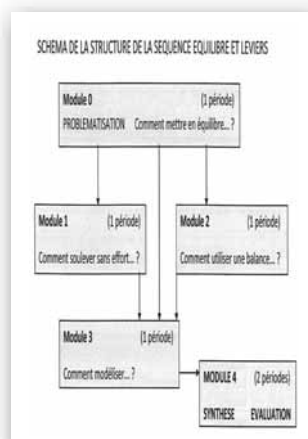 SCHEMA DE LA STRUCTURE DE LA SEQUENCE EQUILIBRE ET LEVIERS
Module 0 (1 période)
PROBLEMATISATION Comment mettre en équilibre... ?
Module 1 (1 période)
Comment soulever sans effort... ?
Module 2 (1 période)
Comment utiliser une balance... ?
Module 3 (1 période)
Comment modéliser... ?
MODULE 4 (2 périodes)
SYNTHESE EVALUATION